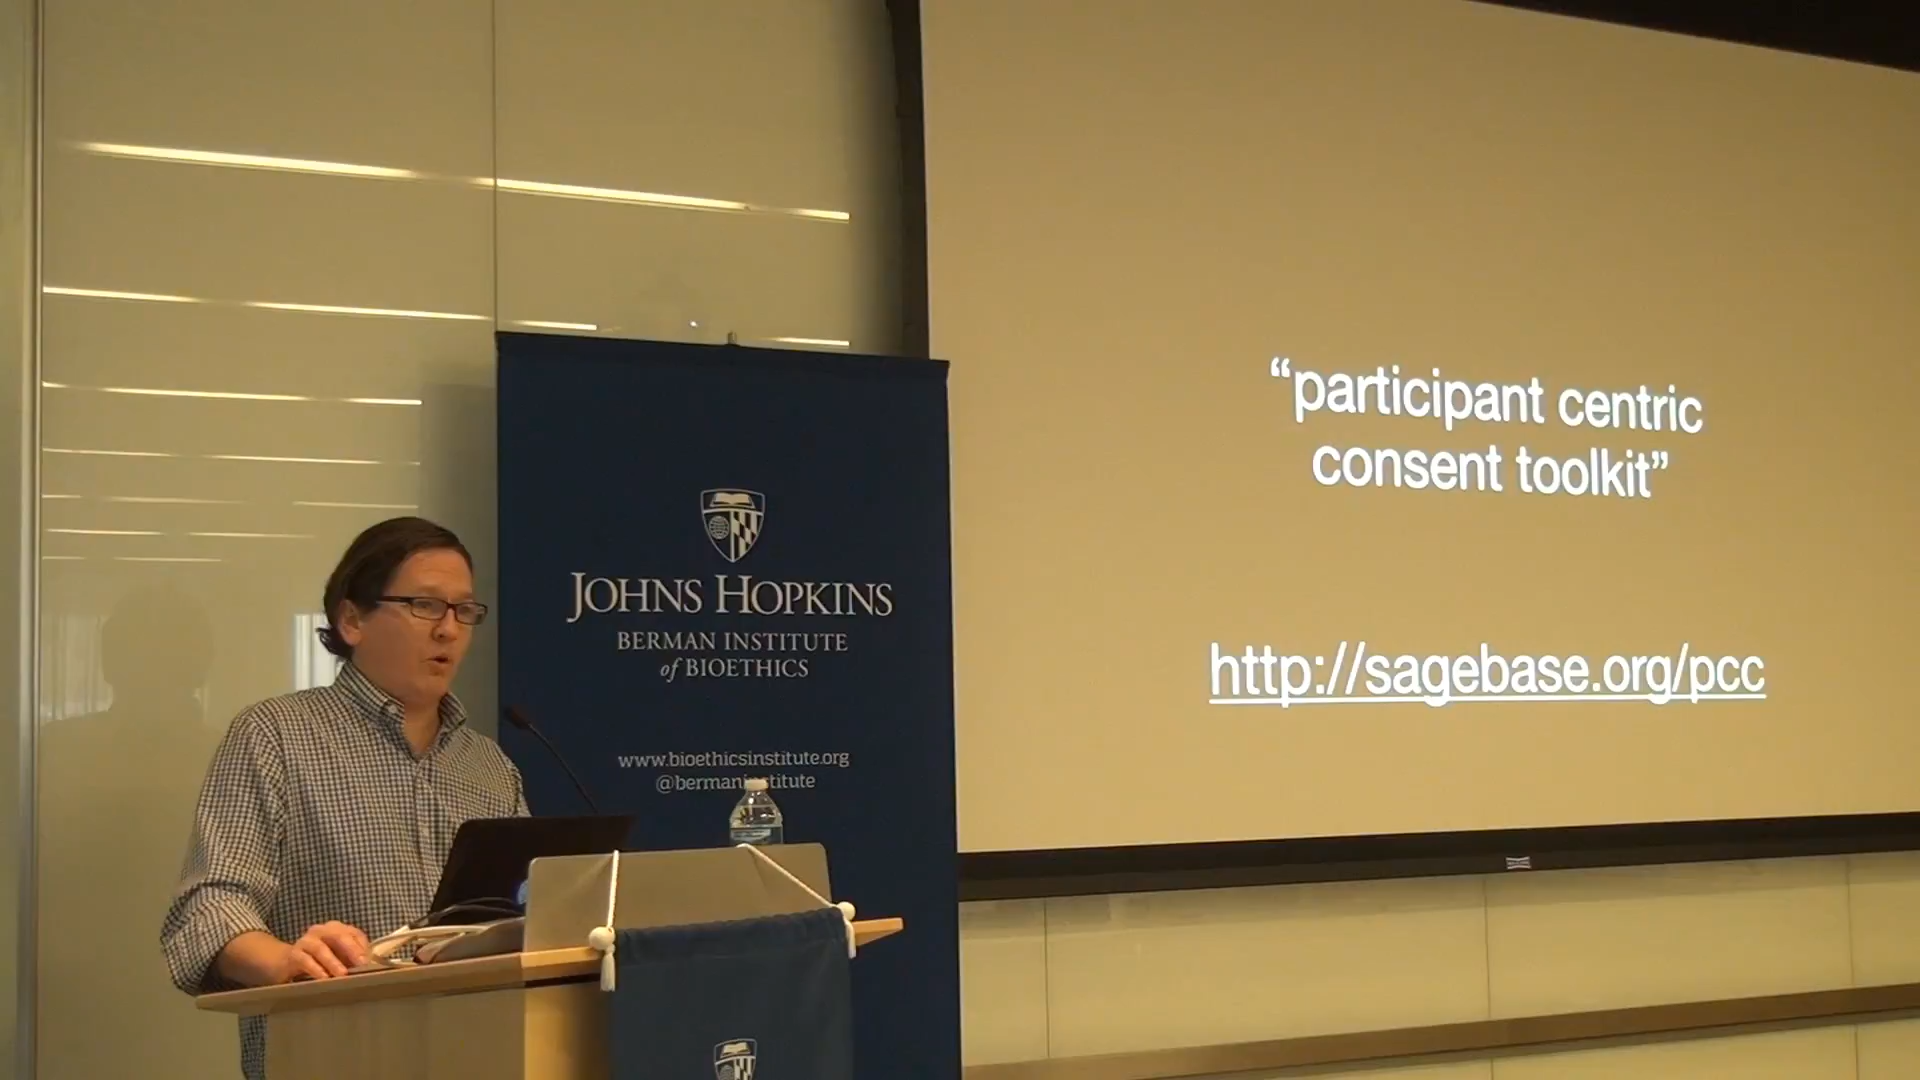 “participant centric
consent toolkit”
http://sagebase.org/pcc
JOHNS HOPKINS
BERMAN INSTITUTE
of BIOETHICS
www.bioethicsinstitute.org